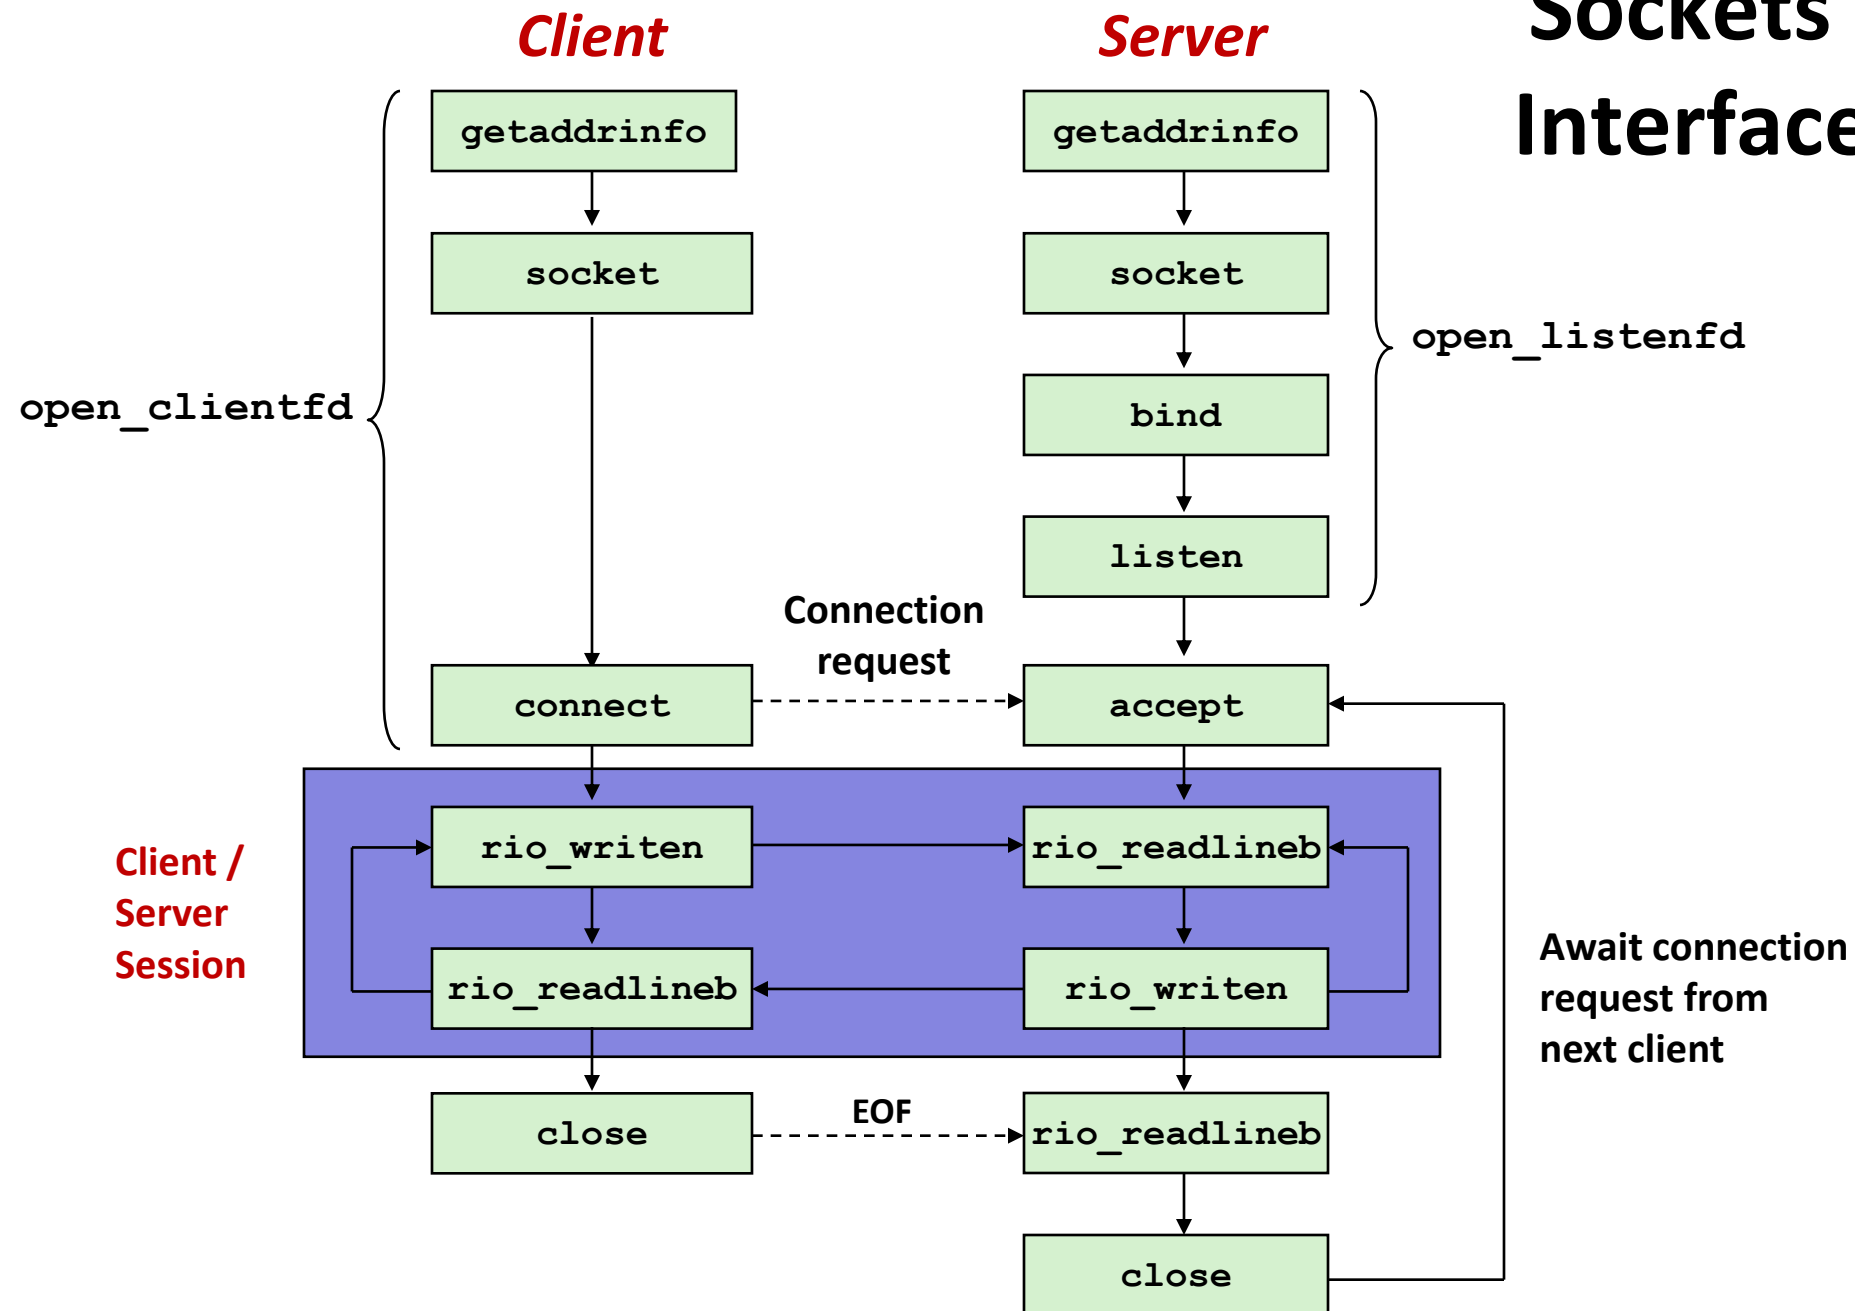 Sockets
Interface
Client
Server
getaddrinfo
getaddrinfo
socket
socket
open_listenfd
open_clientfd
bind
listen
Connection
request
connect
accept
Client /
Server
Session
rio_writen
rio_readlineb
rio_readlineb
rio_writen
Await connection
request from
next client
close
EOF
rio_readlineb
close